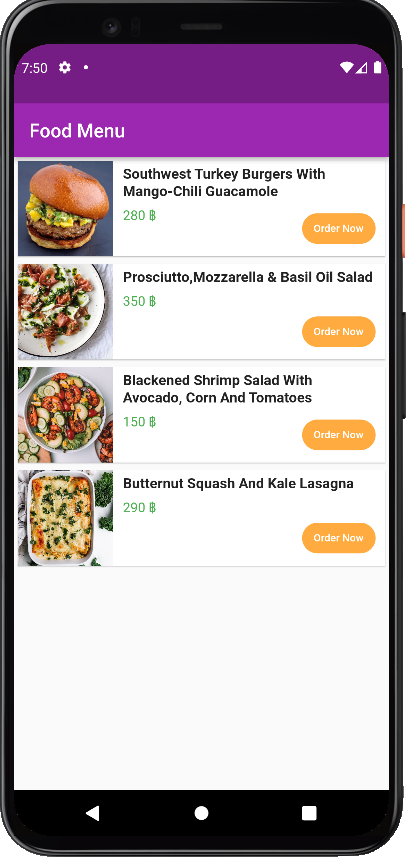 7:50
Food Menu
Southwest Turkey Burgers With
Mango-Chili Guacamole
280 ฿
Order Now
Prosciutto,Mozzarella & Basil Oil Salad
350 ฿
Order Now
Blackened Shrimp Salad With
Avocado, Corn And Tomatoes
150 ฿
Order Now
Butternut Squash And Kale Lasagna
290 ฿
Order Now